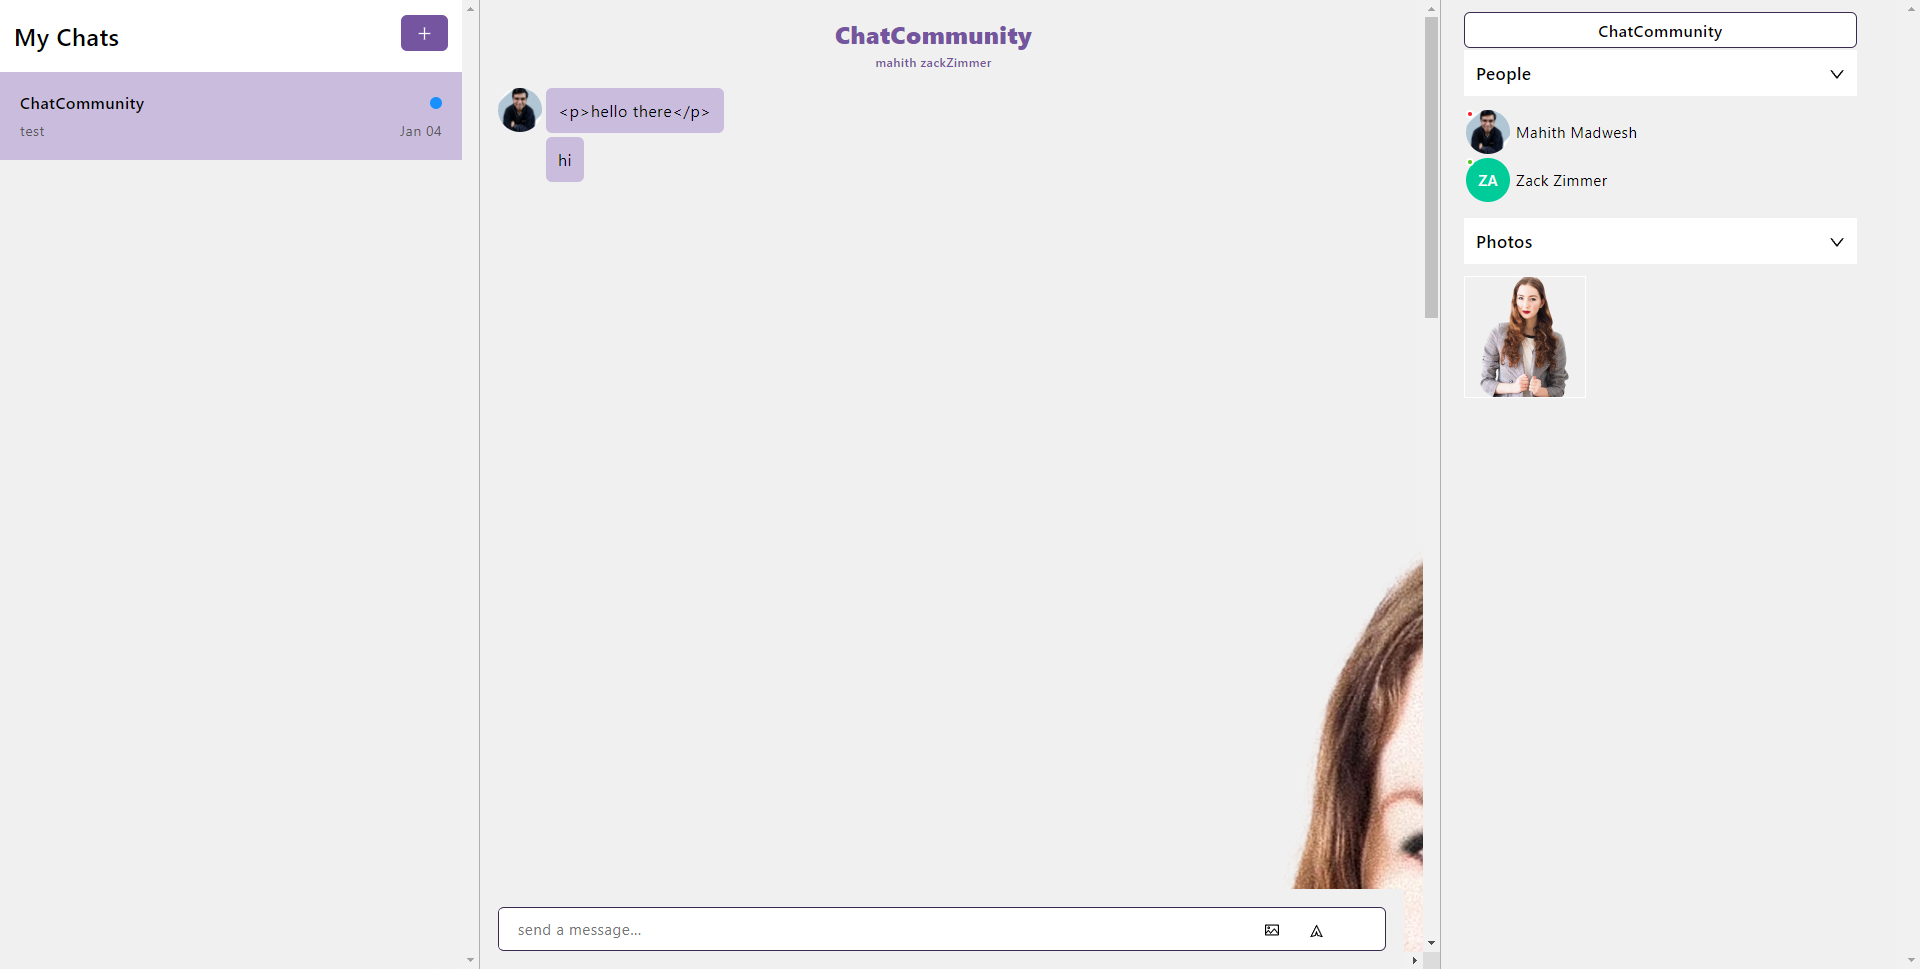 My Chats
+
ChatCommunity
test
Jan 04
ChatCommunity
mahith zackZimmer
<p>hello there</p>
hi
send a message...
ChatCommunity
People
Mahith Madwesh
ZA
Zack Zimmer
Photos